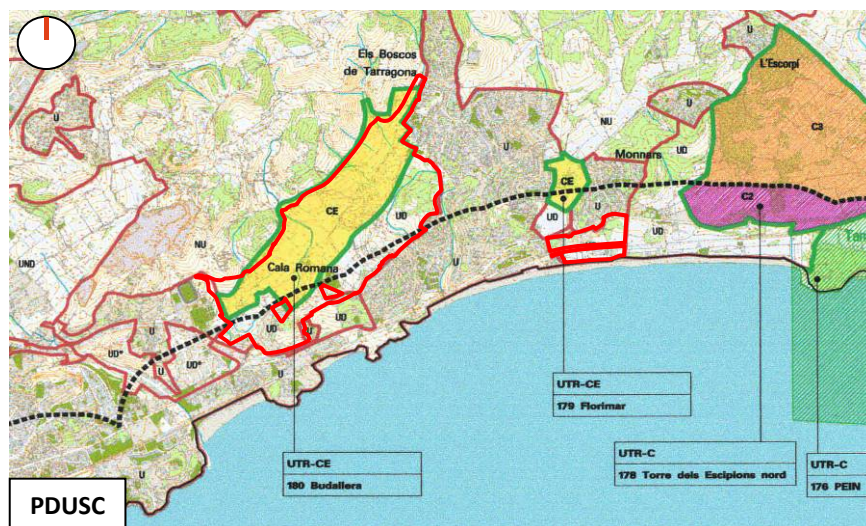 Els Boscos
de Tarragona
L'Escorpí
U
U
U
NU
UD
C3
Monnars
CE
CE
U
C2
UD
UD
UD
Tar
NU
Cala Romana
UND
U
UD
UD
U
UD*
UD*
U
U
U
U
UTR-CE
179 Florimar
UTR-C
178 Torre dels Escipions nord
UTR-C
176 PEIN
UTR-CE
180 Budallera
PDUSC